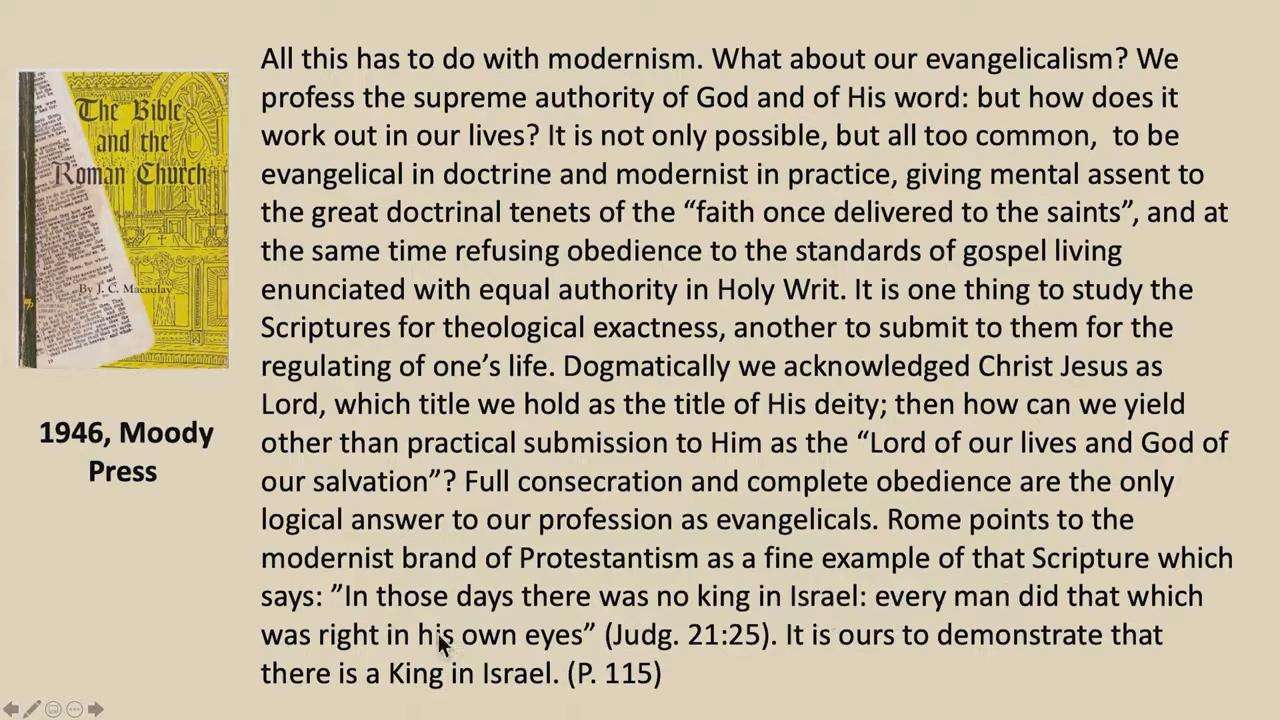 The Bible
and the
Roman Church
By J. C. Macaulay
1946, Moody
Press
All this has to do with modernism. What about our evangelicalism? We
profess the supreme authority of God and of His word: but how does it
work out in our lives? It is not only possible, but all too common,  to be
evangelical in doctrine and modernist in practice, giving mental assent to
the great doctrinal tenets of the “faith once delivered to the saints”, and at
the same time refusing obedience to the standards of gospel living
enunciated with equal authority in Holy Writ. It is one thing to study the
Scriptures for theological exactness, another to submit to them for the
regulating of one’s life. Dogmatically we acknowledged Christ Jesus as
Lord, which title we hold as the title of His deity; then how can we yield
other than practical submission to Him as the “Lord of our lives and God of
our salvation”? Full consecration and complete obedience are the only
logical answer to our profession as evangelicals. Rome points to the
modernist brand of Protestantism as a fine example of that Scripture which
says: ”In those days there was no king in Israel: every man did that which
was right in his own eyes” (Judg. 21:25). It is ours to demonstrate that
there is a King in Israel. (P. 115)